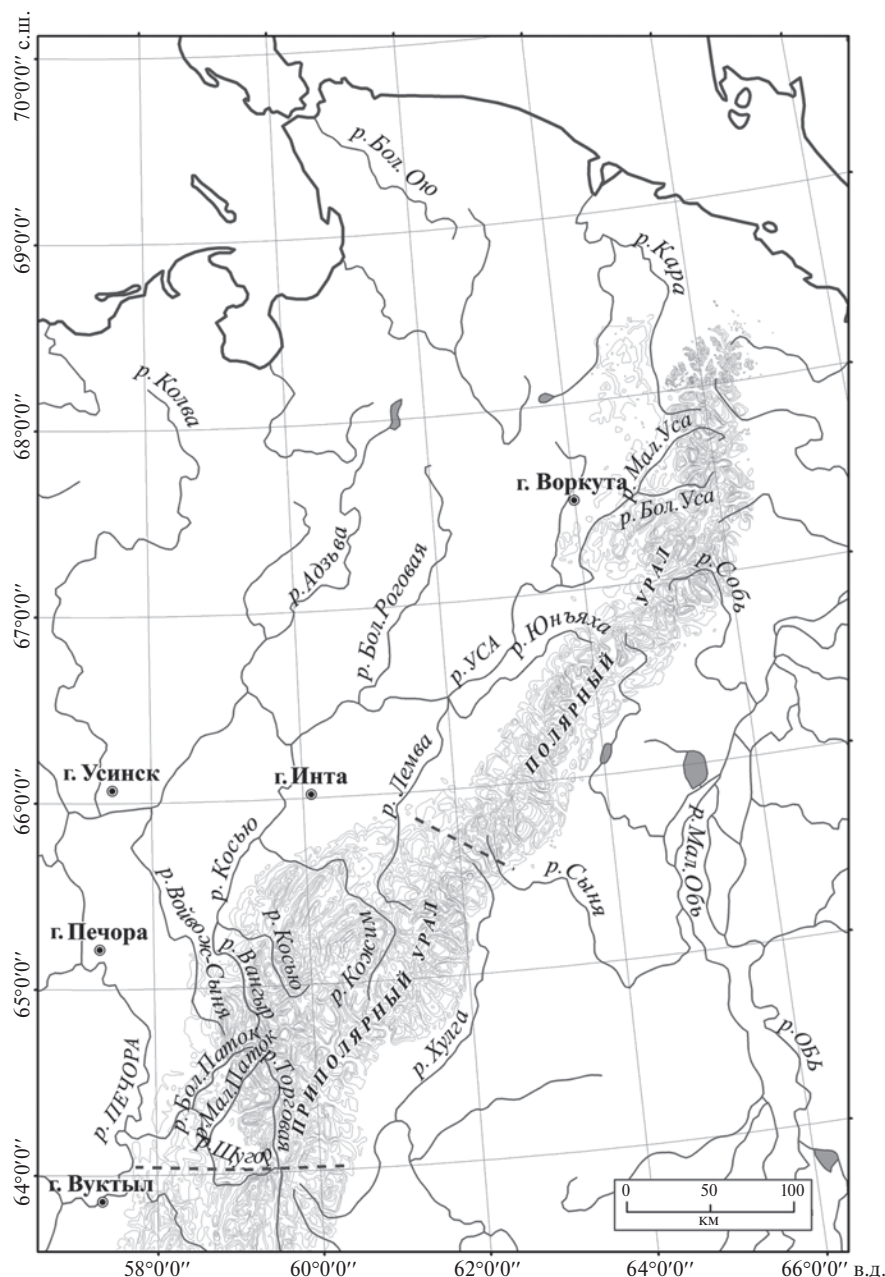 70°0′0′′ с.ш.
69°0′0′′
68°0′0′′
67°0′0′′
66°0′0′′
65°0′0′′
64°0′0′′
р. Бол. Ою
р. Кара
р. Колва
р. Мал. Уса
г. Воркута
р. Бол. Уса
р. Адзьва
р. Бол. Роговая
р. Собь
р. УСА
р. Юнъяха
ПОЛЯРНЫЙ УРАЛ
г. Усинск
г. Инта
р. Лемва
р. Косью
р. Сыня
р. Мал. Обь
р. Войвож-Сыня
г. Печора
р. Вангыр
р. Косью
р. Кожим
ПРИПОЛЯРНЫЙ УРАЛ
р. Хулга
р. ОБЬ
р. ПЕЧОРА
р. Бол. Паток
р. Мал. Паток
р. Торговая
р. Щугор
г. Вуктыл
0 50 100
км
58°0′0′′ 60°0′0′′ 62°0′0′′ 64°0′0′′ 66°0′0′′ в.д.